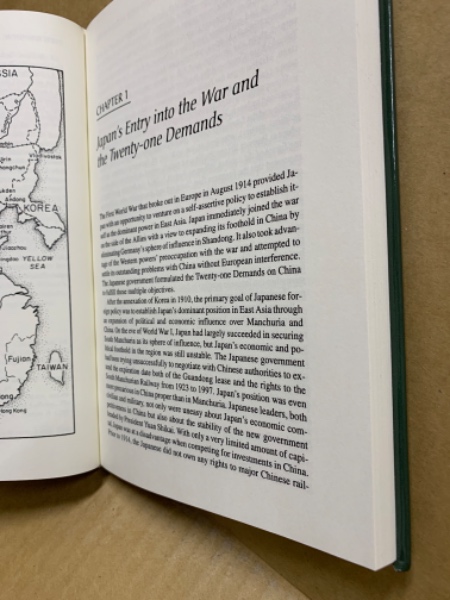 SIA
Vladivostok
Mukden
Andong
KOREA
YELLOW
SEA
Fujian
TAIWAN
Hong Kong
CHAPTER 1
Japan's Entry into the War and
the Twenty-one Demands
The First World War that broke out in Europe in August 1914 provided Ja-
pan with an opportunity to venture on a self-assertive policy to establish it-
self as the dominant power in East Asia. Japan immediately joined the war
on the side of the Allies with a view to expanding its foothold in China by
eliminating Germany's sphere of influence in Shandong. It also took advan-
tage of the Western powers' preoccupation with the war and attempted to
settle its outstanding problems with China without European interference.
The Japanese government formulated the Twenty-one Demands on China
to fulfill these multiple objectives.
After the annexation of Korea in 1910, the primary goal of Japanese for-
eign policy was to establish Japan's dominant position in East Asia through
an expansion of political and economic influence over Manchuria and
China. On the eve of World War I, Japan had largely succeeded in securing
South Manchuria as its sphere of influence, but Japan's economic and po-
litical foothold in the region was still unstable. The Japanese government
had been trying unsuccessfully to negotiate with Chinese authorities to ex-
tend the expiration date both of the Guandong lease and the rights to the
South Manchurian Railway from 1923 to 1997. Japan's position was even
more precarious in China proper than in Manchuria. Japanese leaders, both
civilian and military, not only were uneasy about Japan's economic com-
petitiveness in China but also about the stability of the new government
headed by President Yuan Shikai. With only a very limited amount of capi-
tal, Japan was at a disadvantage when competing for investments in China.
Prior to 1914, the Japanese did not own any rights to major Chinese rail-